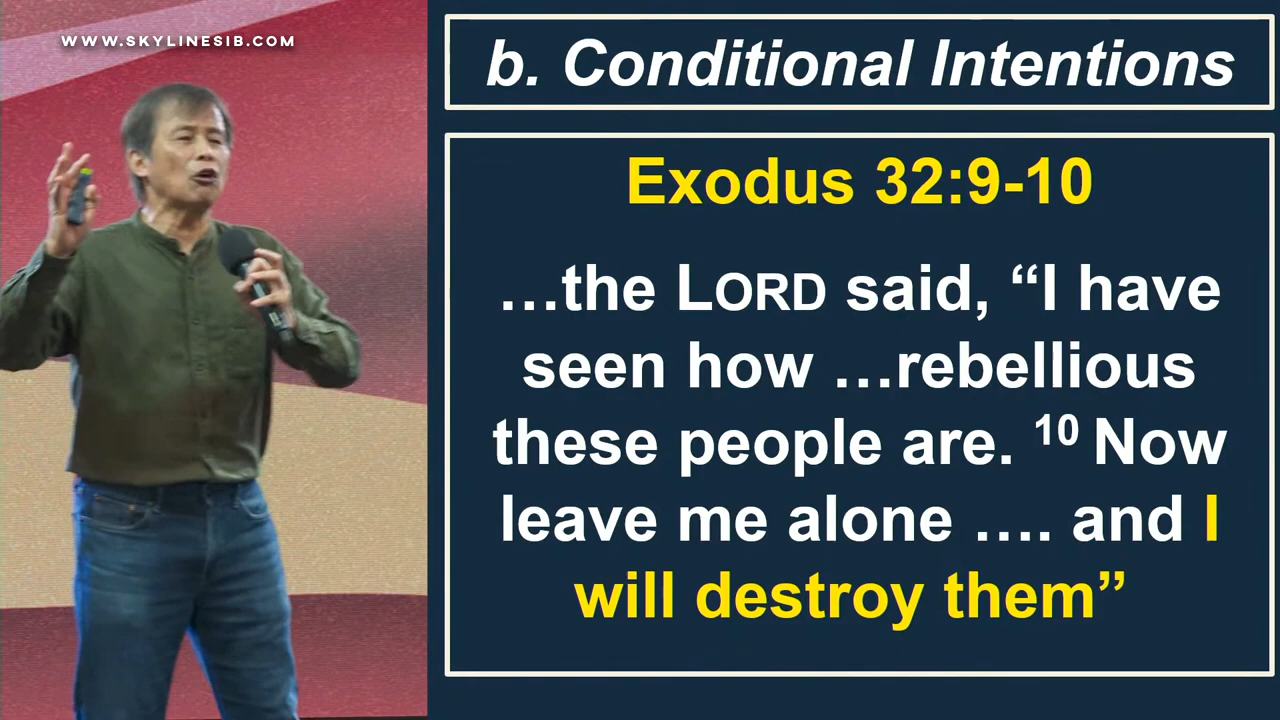 WWW.SKYLINESIB.COM
b. Conditional Intentions
Exodus 32:9-10
…the LORD said, “I have
seen how …rebellious
these people are. 10 Now
leave me alone …. and I
will destroy them”